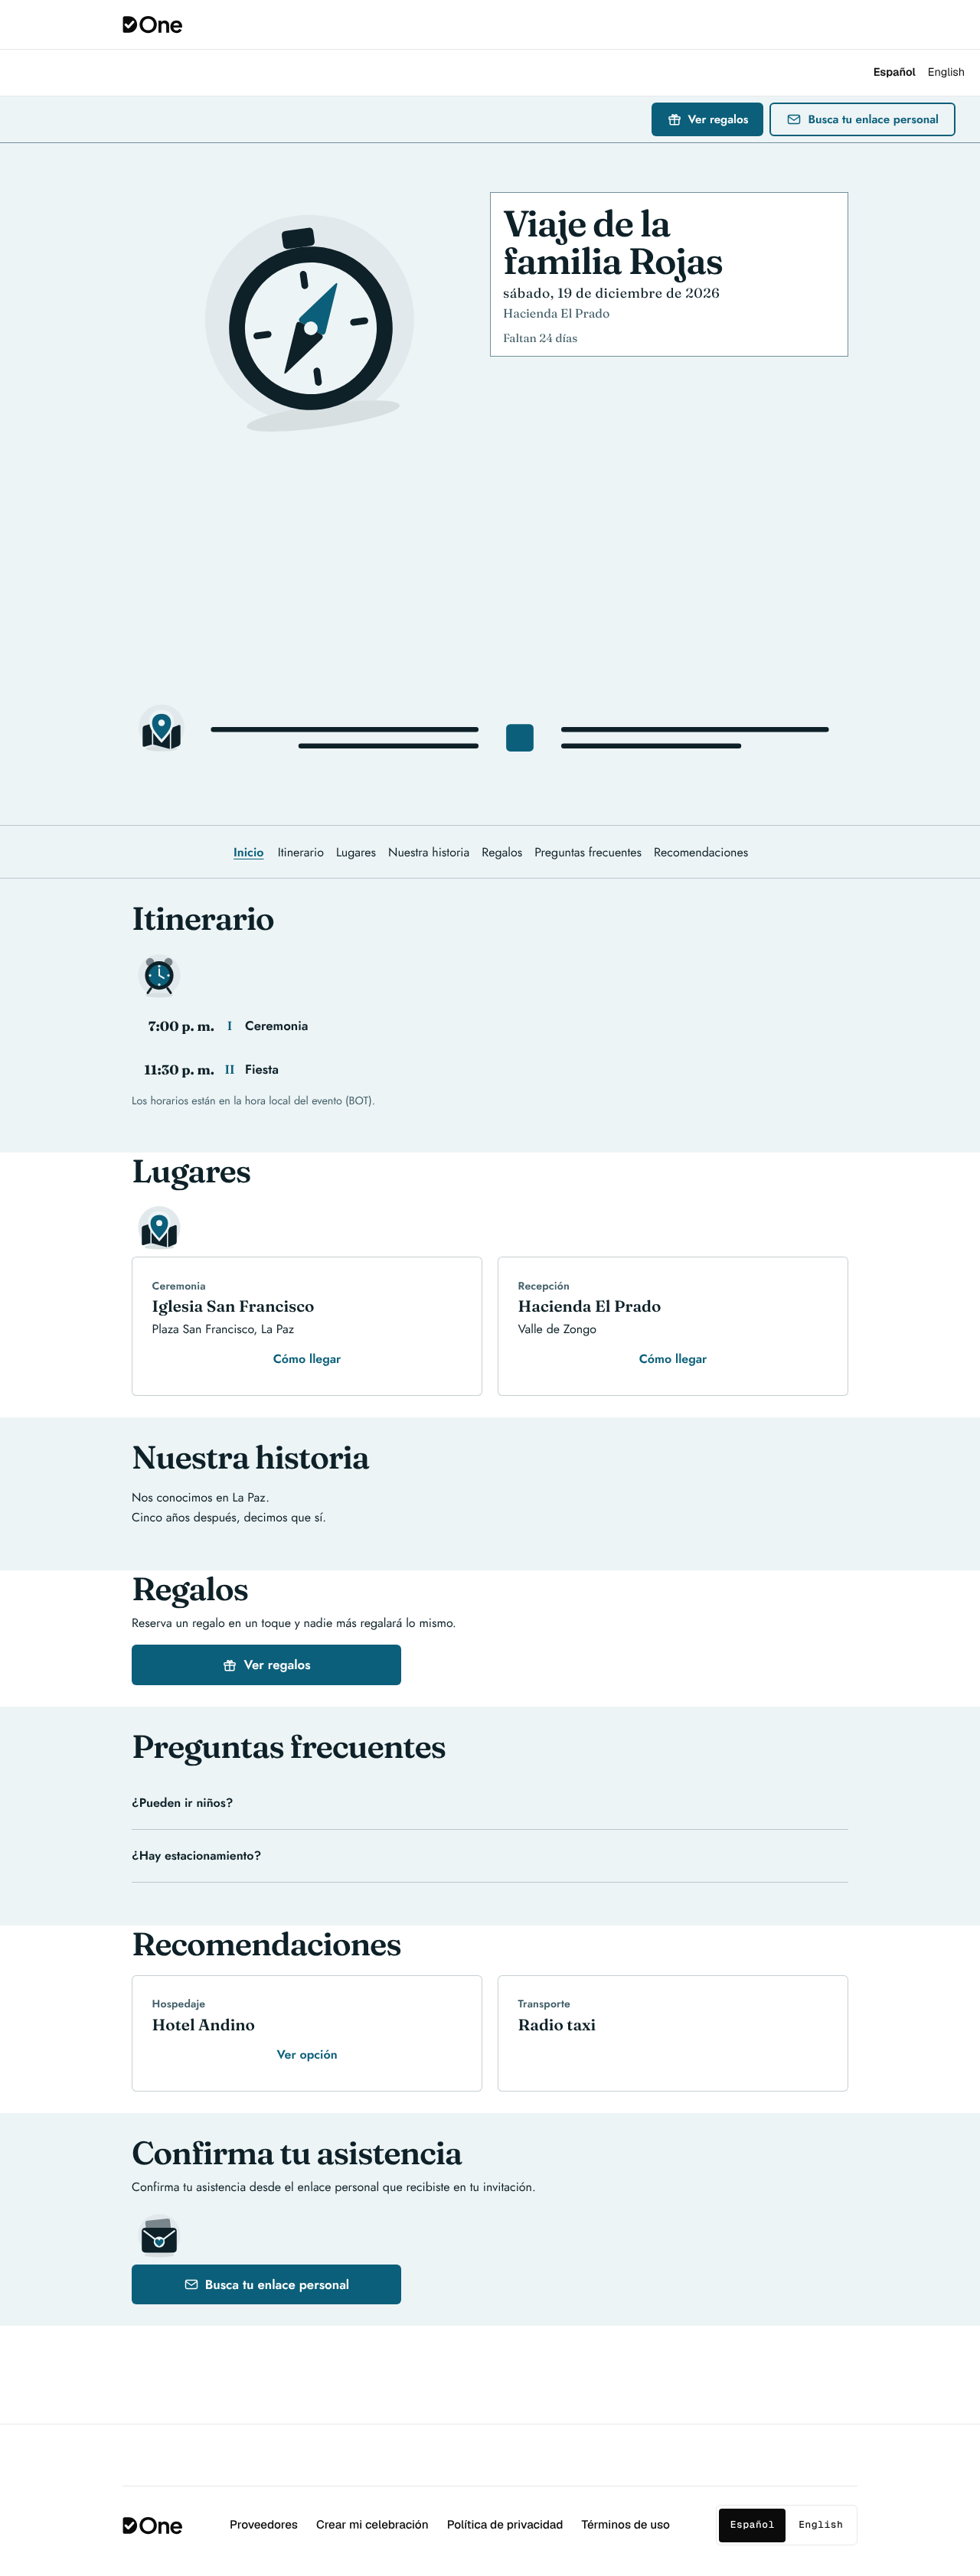 One
Español English
Ver regalos Busca tu enlace personal
Viaje de la
familia Rojas
sábado, 19 de diciembre de 2026
Hacienda El Prado
Faltan 24 días
Inicio Itinerario Lugares Nuestra historia Regalos Preguntas frecuentes Recomendaciones
Itinerario
7:00 p. m. I Ceremonia
11:30 p. m. II Fiesta
Los horarios están en la hora local del evento (BOT).
Lugares
Ceremonia
Iglesia San Francisco
Plaza San Francisco, La Paz
Cómo llegar
Recepción
Hacienda El Prado
Valle de Zongo
Cómo llegar
Nuestra historia
Nos conocimos en La Paz.
Cinco años después, decimos que sí.
Regalos
Reserva un regalo en un toque y nadie más regalará lo mismo.
Ver regalos
Preguntas frecuentes
¿Pueden ir niños?
¿Hay estacionamiento?
Recomendaciones
Hospedaje
Hotel Andino
Ver opción
Transporte
Radio taxi
Confirma tu asistencia
Confirma tu asistencia desde el enlace personal que recibiste en tu invitación.
Busca tu enlace personal
One
Proveedores Crear mi celebración Política de privacidad Términos de uso
Español English